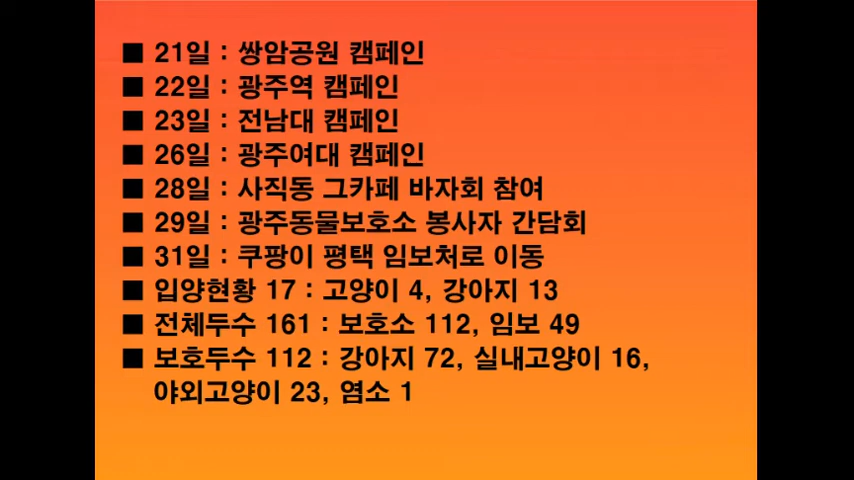 ■ 21일 : 쌍암공원 캠페인
■ 22일 : 광주역 캠페인
■ 23일 : 전남대 캠페인
■ 26일 : 광주여대 캠페인
■ 28일 : 사직동 그카페 바자회 참여
■ 29일 : 광주동물보호소 봉사자 간담회
■ 31일 : 쿠팡이 평택 임보처로 이동
■ 입양현황 17 : 고양이 4, 강아지 13
■ 전체두수 161 : 보호소 112, 임보 49
■ 보호두수 112 : 강아지 72, 실내고양이 16,
야외고양이 23, 염소 1